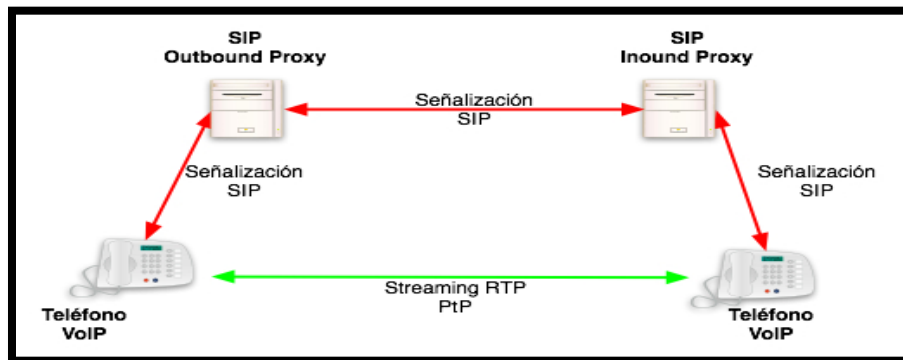 SIP
Outbound Proxy
SIP
Inound Proxy
Señalización
SIP
Señalización
SIP
Señalización
SIP
Streaming RTP
PtP
Teléfono
VoIP
Teléfono
VoIP